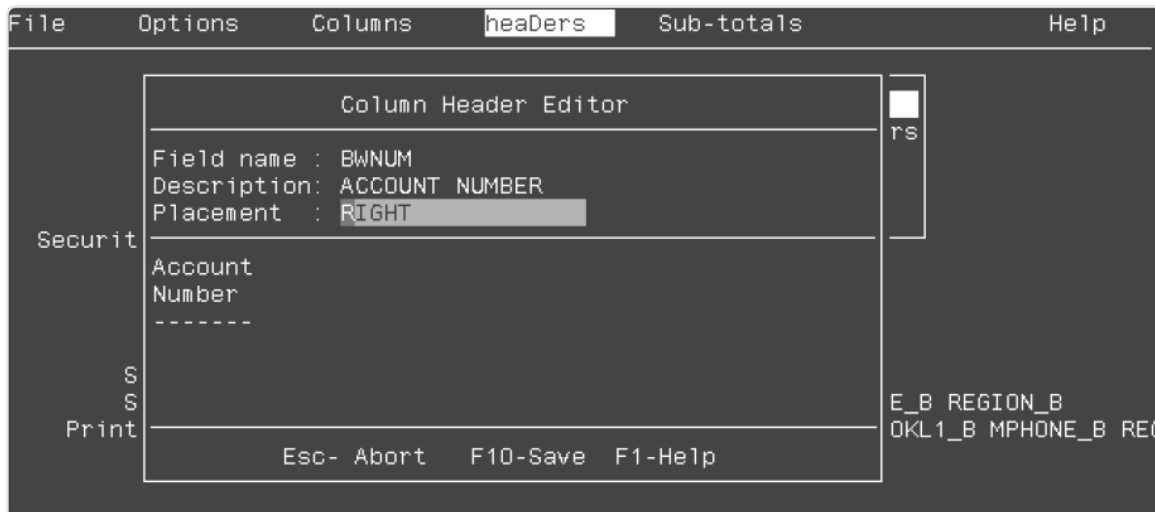 File Options Columns heaDers Sub-totals Help
Column Header Editor
rs
Field name : BWNUM
Description: ACCOUNT NUMBER
Placement : RIGHT
Securit
Account
Number
-------
S
S E_B REGION_B
Print OKL1_B MPHONE_B REG
Esc- Abort F10-Save F1-Help